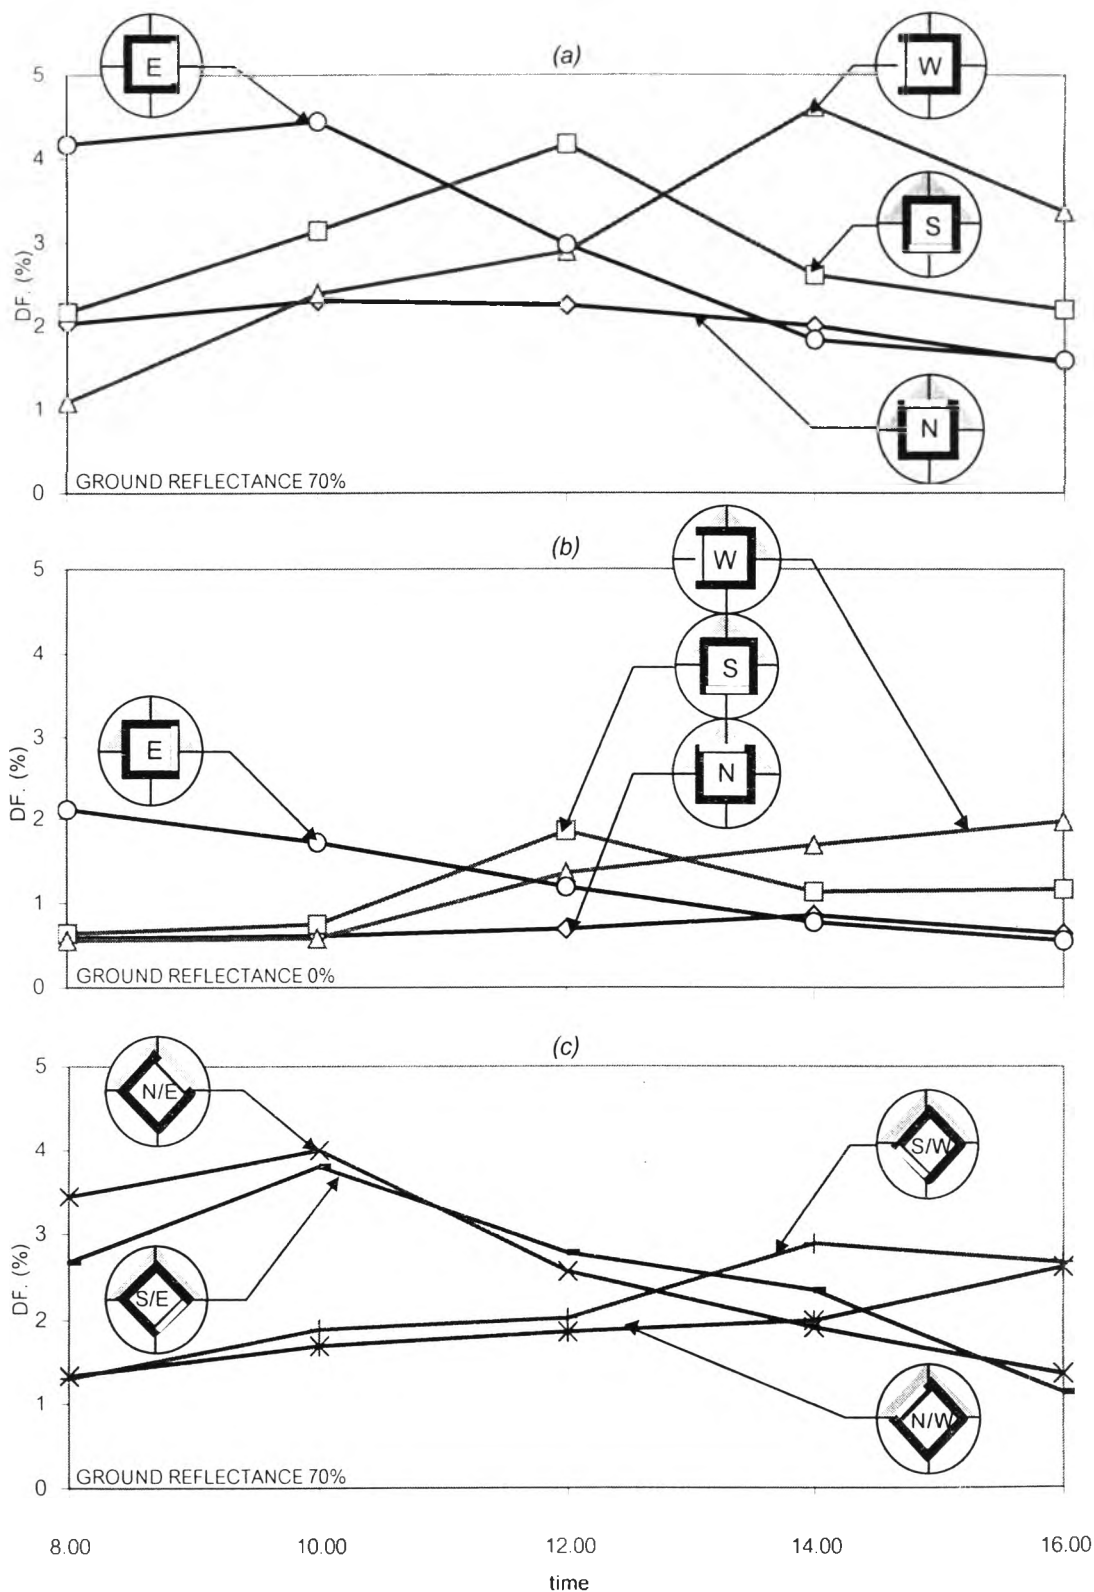 (a)
E
W
5
4
S
3
DF. (%)
2
1
N
GROUND REFLECTANCE 70%
0
(b)
W
5
4
S
3
E
N
DF. (%)
2
1
GROUND REFLECTANCE 0%
0
(c)
5
N/E
4
S/W
3
DF. (%)
S/E
2
1
N/W
GROUND REFLECTANCE 70%
0
8.00 10.00 12.00 14.00 16.00
time